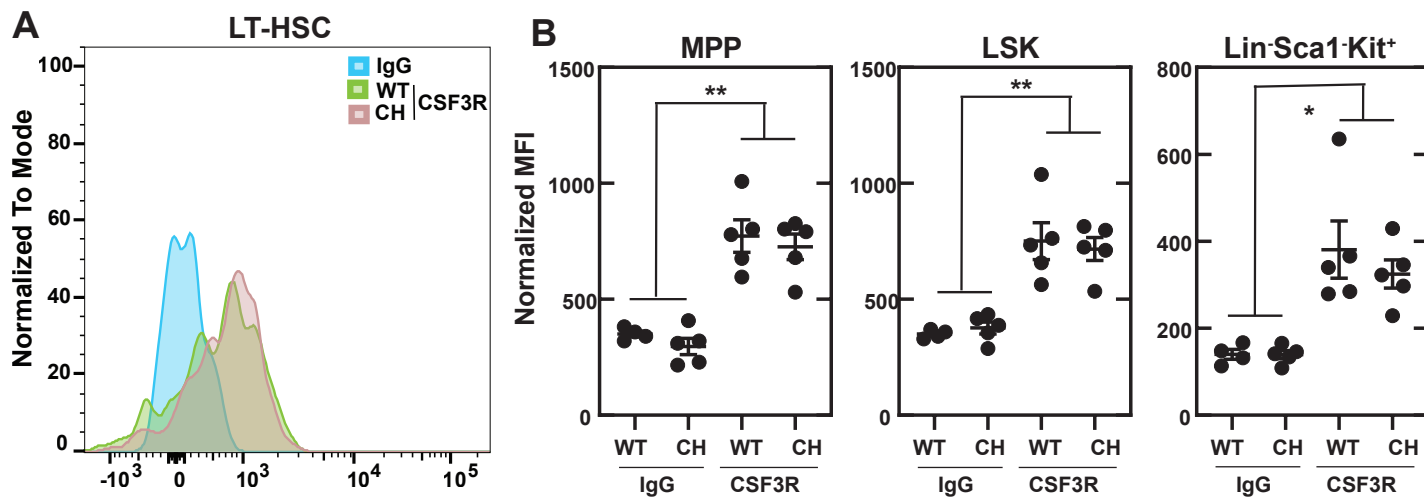 A
LT-HSC
Normalized To Mode
100
80
60
40
20
0
-10³ 0 10³ 10⁴ 10⁵
IgG
WT
CH
CSF3R
B
MPP
Normalized MFI
1500
1000
500
0
**
WT CH WT CH
IgG CSF3R
LSK
1500
1000
500
0
**
WT CH WT CH
IgG CSF3R
Lin⁻Sca1⁻Kit⁺
800
600
400
200
0
*
WT CH WT CH
IgG CSF3R